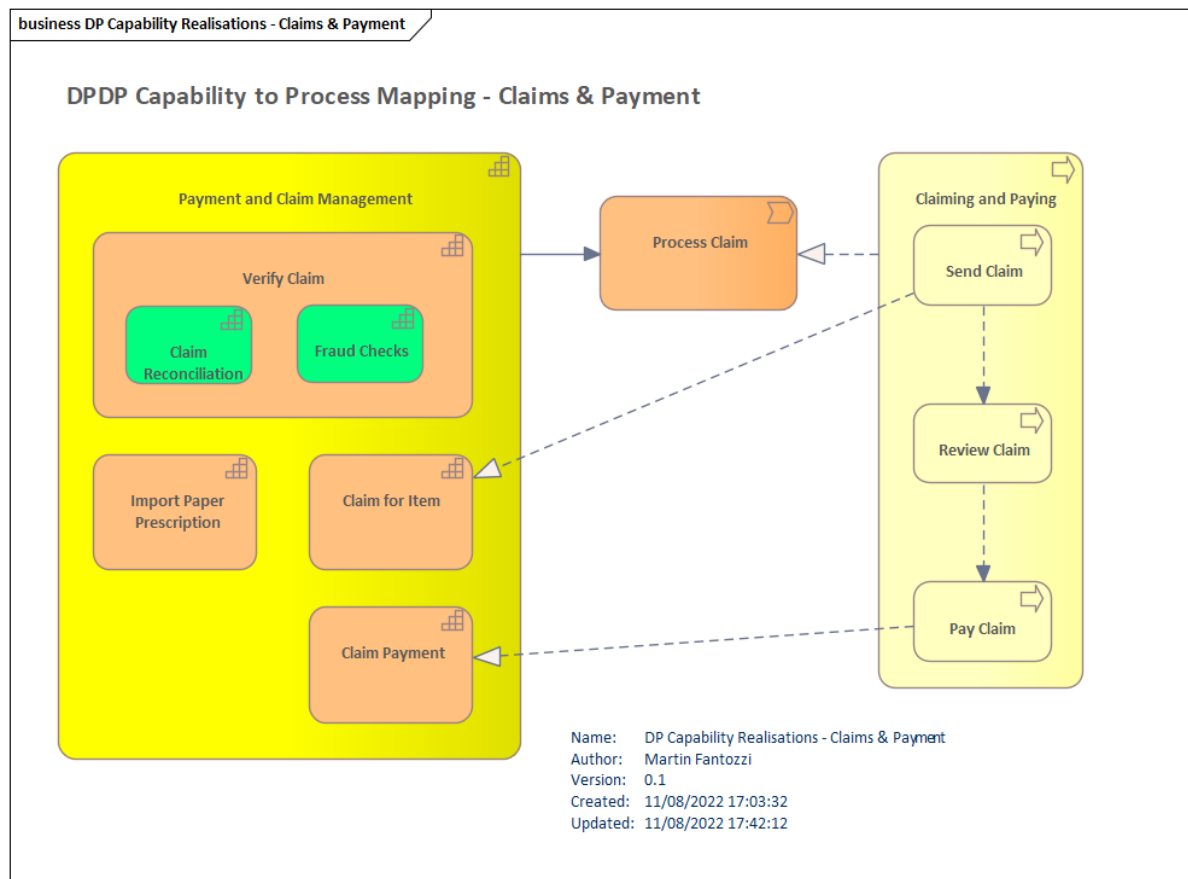 business DP Capability Realisations - Claims & Payment
DPDP Capability to Process Mapping - Claims & Payment
Payment and Claim Management
Verify Claim
Claim
Reconciliation
Fraud Checks
Import Paper
Prescription
Claim for Item
Claim Payment
Process Claim
Claiming and Paying
Send Claim
Review Claim
Pay Claim
Name: DP Capability Realisations - Claims & Payment
Author: Martin Fantozzi
Version: 0.1
Created: 11/08/2022 17:03:32
Updated: 11/08/2022 17:42:12